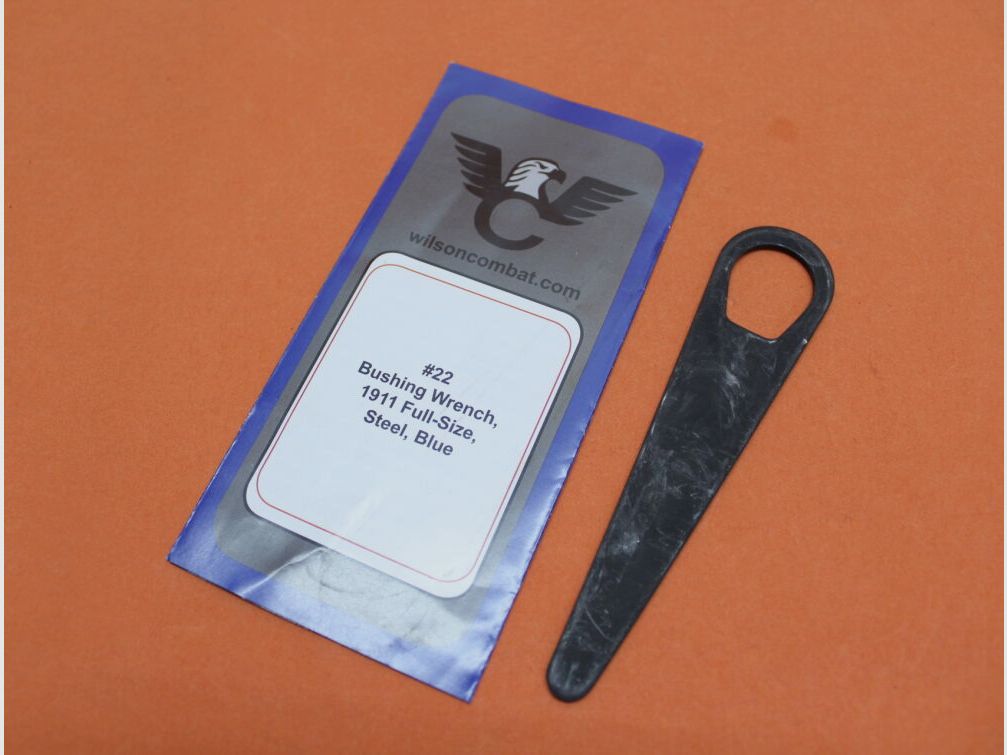 wilsoncombat.com
#22
Bushing Wrench,
1911 Full-Size,
Steel, Blue